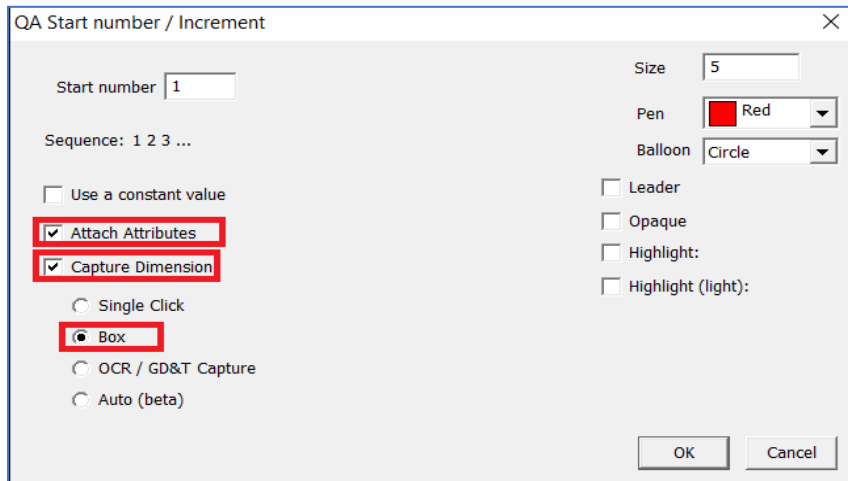 QA Start number / Increment
Start number 1
Sequence: 1 2 3 ...
Use a constant value
Attach Attributes
Capture Dimension
Single Click
Box
OCR / GD&T Capture
Auto (beta)
Size 5
Pen Red
Balloon Circle
Leader
Opaque
Highlight:
Highlight (light):
OK Cancel